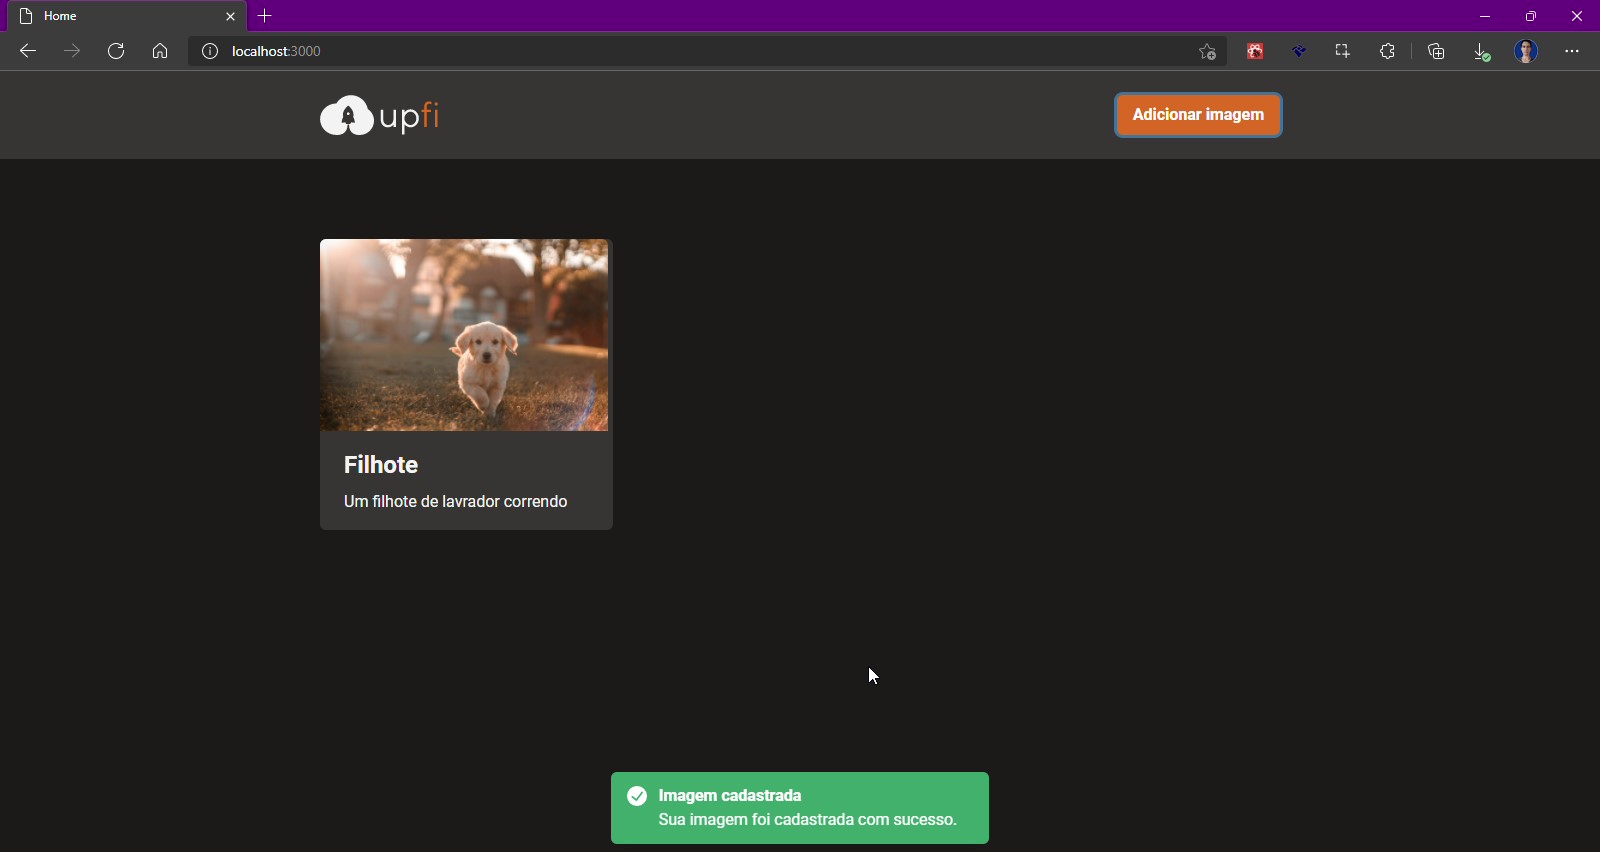 Home
localhost:3000
upfi
Adicionar imagem
Filhote
Um filhote de lavrador correndo
Imagem cadastrada
Sua imagem foi cadastrada com sucesso.